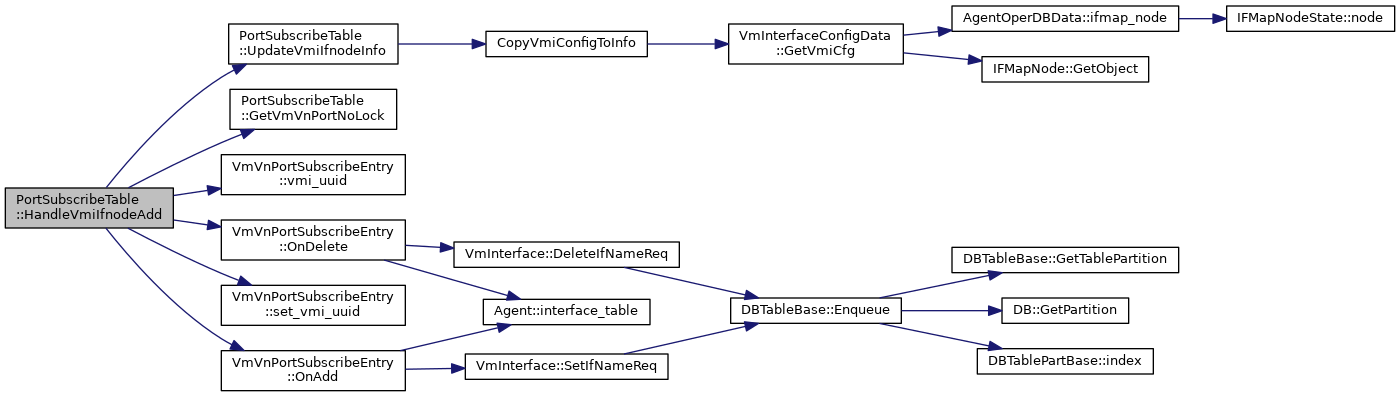 PortSubscribeTable
::HandleVmiIfnodeAdd
PortSubscribeTable
::UpdateVmiIfnodeInfo
PortSubscribeTable
::GetVmVnPortNoLock
VmVnPortSubscribeEntry
::vmi_uuid
VmVnPortSubscribeEntry
::OnDelete
VmVnPortSubscribeEntry
::set_vmi_uuid
VmVnPortSubscribeEntry
::OnAdd
CopyVmiConfigToInfo
VmInterface::DeleteIfNameReq
Agent::interface_table
VmInterface::SetIfNameReq
VmInterfaceConfigData
::GetVmiCfg
DBTableBase::Enqueue
AgentOperDBData::ifmap_node
IFMapNode::GetObject
DBTableBase::GetTablePartition
DB::GetPartition
DBTablePartBase::index
IFMapNodeState::node